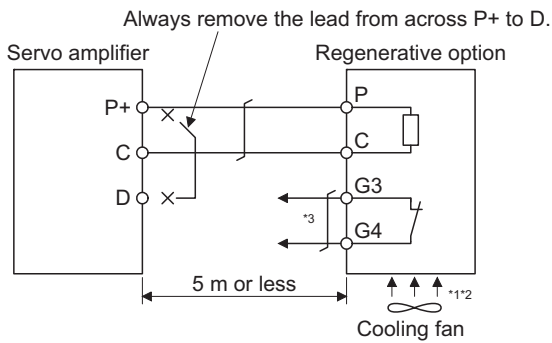 Always remove the lead from across P+ to D.
Servo amplifier
Regenerative option
P+
P
C
C
D
G3
*3
G4
5 m or less
*1*2
Cooling fan